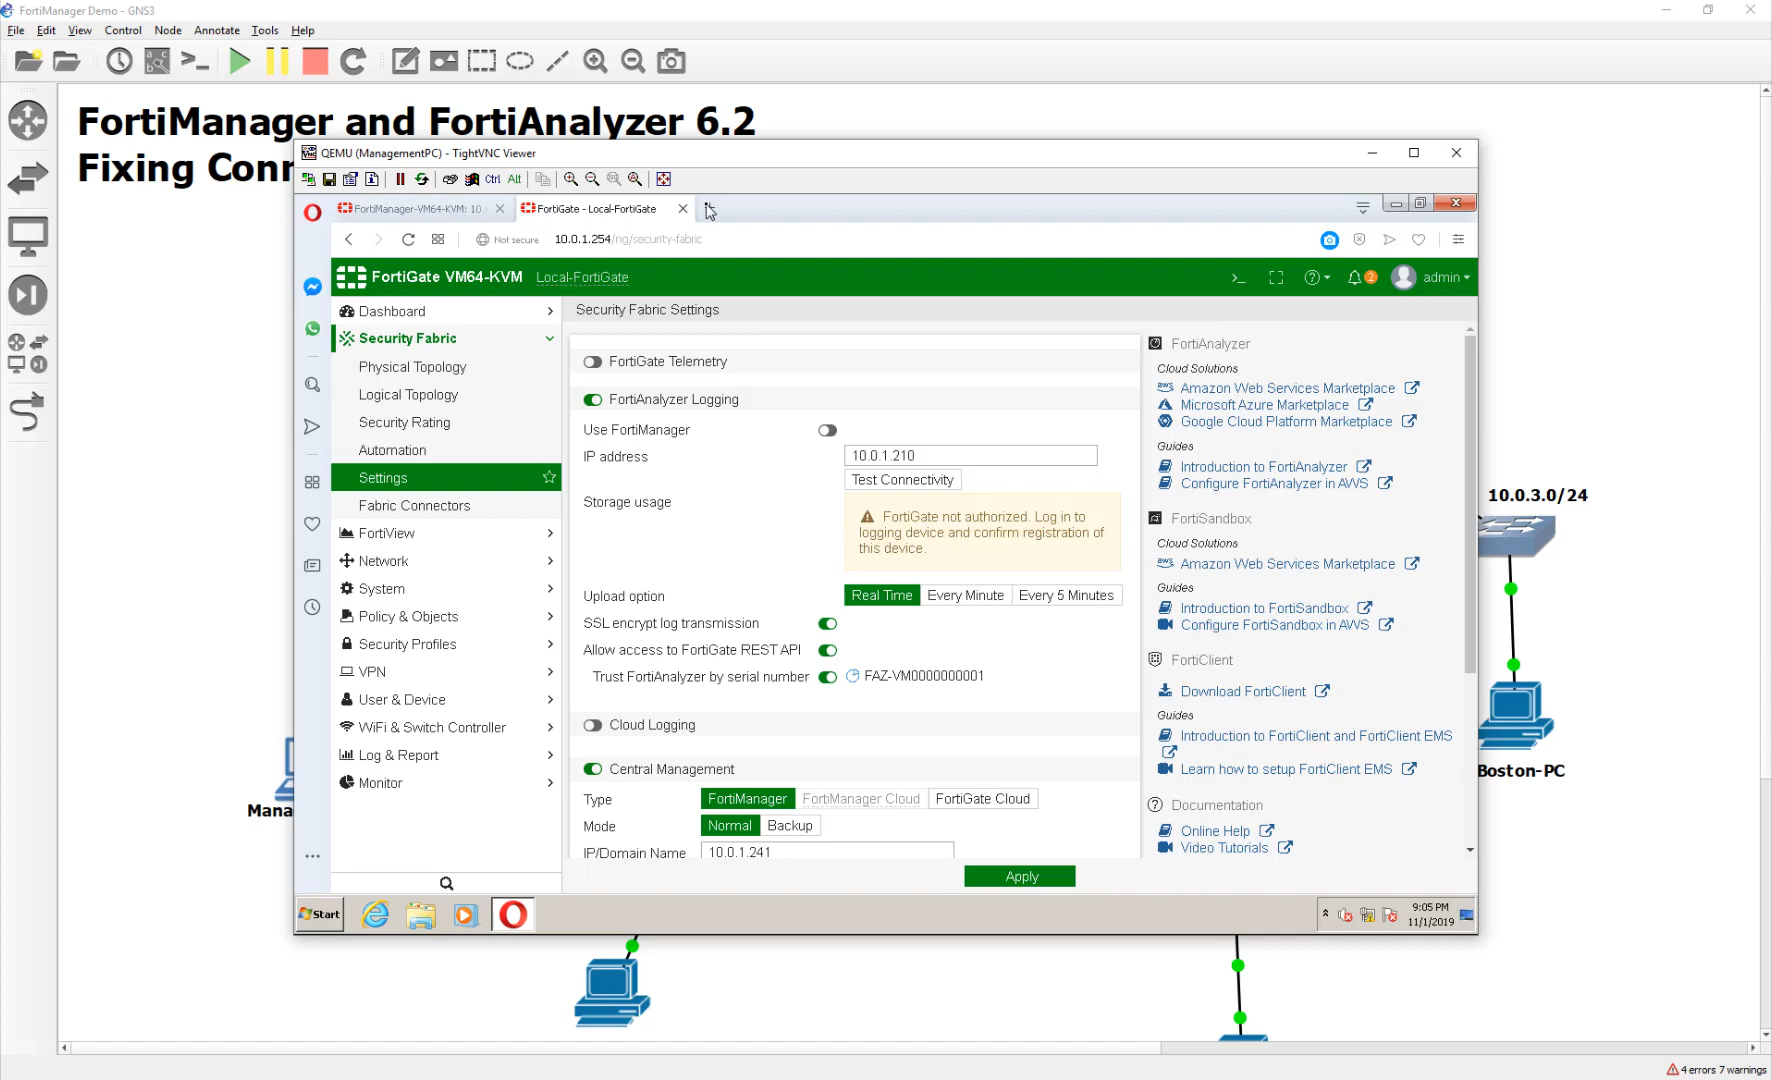 FortiManager Demo - GNS3
File Edit View Control Node Annotate Tools Help
FortiManager and FortiAnalyzer 6.2
Fixing Conn
QEMU (ManagementPC) - TightVNC Viewer
Ctrl Alt
FortiManager-VM64-KVM: 10.
FortiGate - Local-FortiGate
Not secure 10.0.1.254/ng/security-fabric
FortiGate VM64-KVM Local-FortiGate
2 admin
Dashboard
Security Fabric
Physical Topology
Logical Topology
Security Rating
Automation
Settings
Fabric Connectors
FortiView
Network
System
Policy & Objects
Security Profiles
VPN
User & Device
WiFi & Switch Controller
Log & Report
Monitor
Security Fabric Settings
FortiGate Telemetry
FortiAnalyzer Logging
Use FortiManager
IP address 10.0.1.210
Test Connectivity
Storage usage
FortiGate not authorized. Log in to
logging device and confirm registration of
this device.
Upload option Real Time Every Minute Every 5 Minutes
SSL encrypt log transmission
Allow access to FortiGate REST API
Trust FortiAnalyzer by serial number FAZ-VM0000000001
Cloud Logging
Central Management
Type FortiManager FortiManager Cloud FortiGate Cloud
Mode Normal Backup
IP/Domain Name 10.0.1.241
Apply
FortiAnalyzer
Cloud Solutions
aws Amazon Web Services Marketplace
Microsoft Azure Marketplace
Google Cloud Platform Marketplace
Guides
Introduction to FortiAnalyzer
Configure FortiAnalyzer in AWS
FortiSandbox
Cloud Solutions
aws Amazon Web Services Marketplace
Guides
Introduction to FortiSandbox
Configure FortiSandbox in AWS
FortiClient
Download FortiClient
Guides
Introduction to FortiClient and FortiClient EMS
Learn how to setup FortiClient EMS
Documentation
Online Help
Video Tutorials
Start
9:05 PM
11/1/2019
10.0.3.0/24
Boston-PC
Mana
4 errors 7 warnings